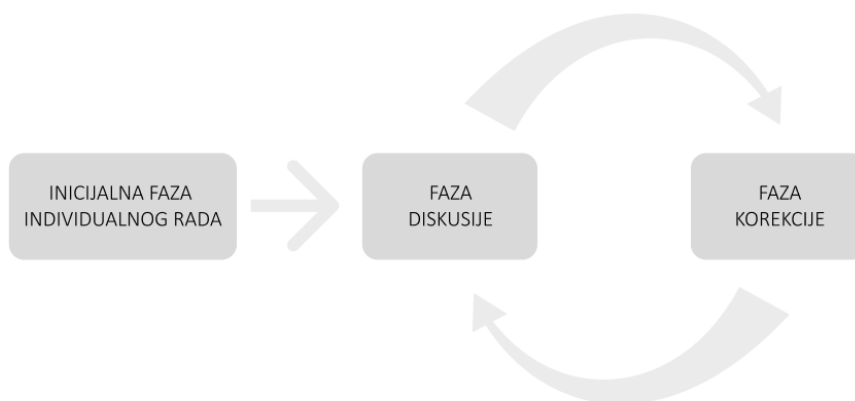 INICIJALNA FAZA
INDIVIDUALNOG RADA
FAZA
DISKUSIJE
FAZA
KOREKCIJE